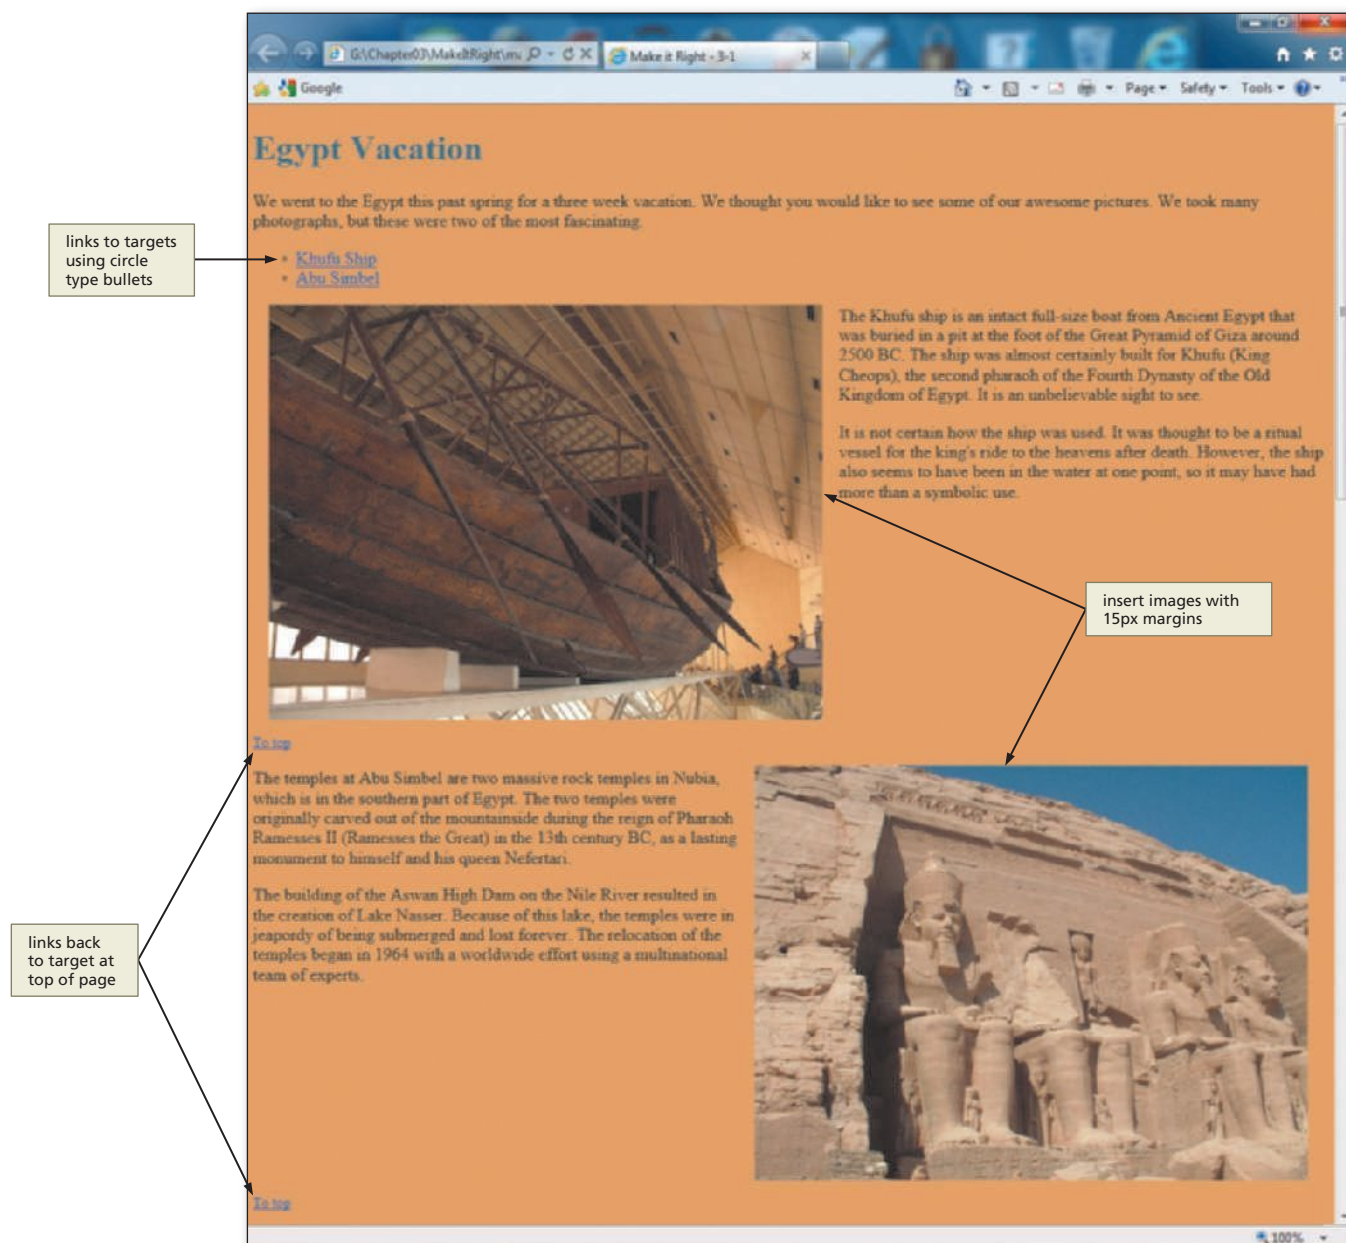 G:\Chapter03\MakeItRight\ma
Make it Right - 3-1
Google
Page
Safety
Tools
Egypt Vacation
We went to the Egypt this past spring for a three week vacation. We thought you would like to see some of our awesome pictures. We took many
photographs, but these were two of the most fascinating.
links to targets
using circle
type bullets
Khufu Ship
Abu Simbel
The Khufu ship is an intact full-size boat from Ancient Egypt that
was buried in a pit at the foot of the Great Pyramid of Giza around
2500 BC. The ship was almost certainly built for Khufu (King
Cheops), the second pharaoh of the Fourth Dynasty of the Old
Kingdom of Egypt. It is an unbelievable sight to see.
It is not certain how the ship was used. It was thought to be a ritual
vessel for the king's ride to the heavens after death. However, the ship
also seems to have been in the water at one point, so it may have had
more than a symbolic use.
insert images with
15px margins
To top
The temples at Abu Simbel are two massive rock temples in Nubia,
which is in the southern part of Egypt. The two temples were
originally carved out of the mountainside during the reign of Pharaoh
Ramesses II (Ramesses the Great) in the 13th century BC, as a lasting
monument to himself and his queen Nefertari.
The building of the Aswan High Dam on the Nile River resulted in
the creation of Lake Nasser. Because of this lake, the temples were in
jeapordy of being submerged and lost forever. The relocation of the
temples began in 1964 with a worldwide effort using a multinational
team of experts.
links back
to target at
top of page
To top
100%